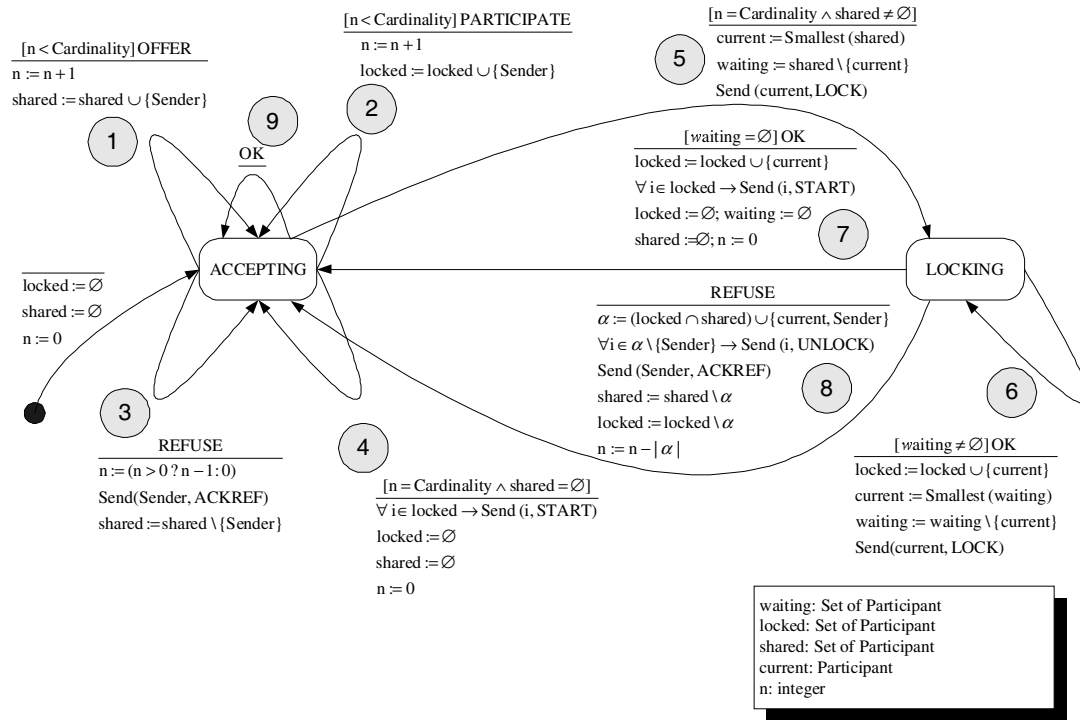 [n < Cardinality] OFFER
n := n + 1
shared := shared ∪ {Sender}
1
[n < Cardinality] PARTICIPATE
n := n + 1
locked := locked ∪ {Sender}
2
9
OK
[n = Cardinality ∧ shared ≠ ∅]
current := Smallest (shared)
waiting := shared \ {current}
Send (current, LOCK)
5
[waiting = ∅] OK
locked := locked ∪ {current}
∀ i ∈ locked → Send (i, START)
locked := ∅; waiting := ∅
shared := ∅; n := 0
7
ACCEPTING
LOCKING
locked := ∅
shared := ∅
n := 0
REFUSE
α := (locked ∩ shared) ∪ {current, Sender}
∀i ∈ α \ {Sender} → Send (i, UNLOCK)
Send (Sender, ACKREF)
shared := shared \ α
locked := locked \ α
n := n − | α |
8
6
[waiting ≠ ∅] OK
locked := locked ∪ {current}
current := Smallest (waiting)
waiting := waiting \ {current}
Send(current, LOCK)
3
REFUSE
n := (n > 0 ? n − 1 : 0)
Send(Sender, ACKREF)
shared := shared \ {Sender}
4
[n = Cardinality ∧ shared = ∅]
∀ i ∈ locked → Send (i, START)
locked := ∅
shared := ∅
n := 0
waiting: Set of Participant
locked: Set of Participant
shared: Set of Participant
current: Participant
n: integer